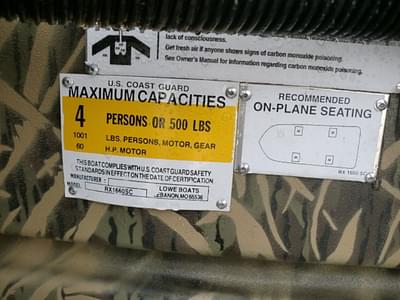 lack of consciousness.
Get fresh air if anyone shows signs of carbon monoxide poisoning.
See Owner's Manual for information regarding carbon monoxide poisoning.
U.S. COAST GUARD
MAXIMUM CAPACITIES
4 PERSONS OR 500 LBS
1001 LBS. PERSONS, MOTOR, GEAR
60 H.P. MOTOR
THIS BOAT COMPLIES WITH U.S. COAST GUARD SAFETY
STANDARDS IN EFFECT ON THE DATE OF CERTIFICATION
MANUFACTURER:
MODEL: RX1660SC LOWE BOATS
LEBANON, MO 65536
RECOMMENDED
ON-PLANE SEATING
RX 1660 SC